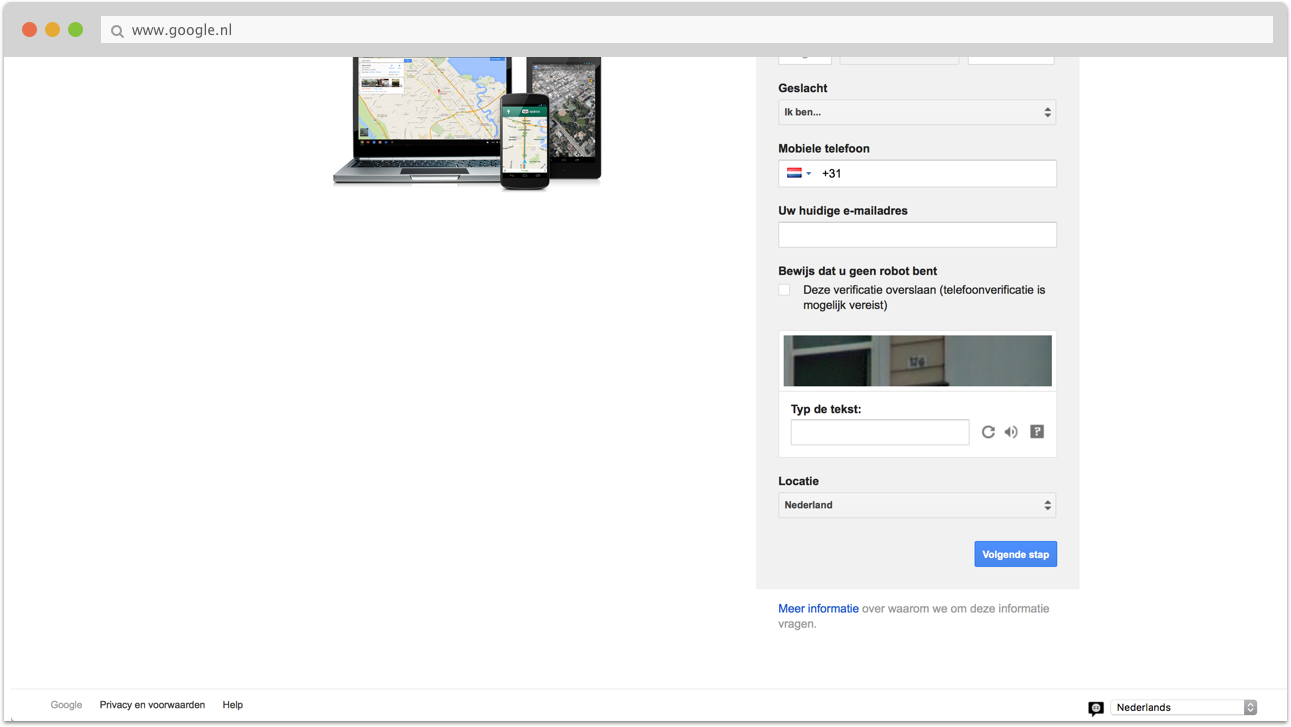 www.google.nl
Geslacht
Ik ben...
Mobiele telefoon
+31
Uw huidige e-mailadres
Bewijs dat u geen robot bent
Deze verificatie overslaan (telefoonverificatie is
mogelijk vereist)
Typ de tekst:
?
Locatie
Nederland
Volgende stap
Meer informatie over waarom we om deze informatie
vragen.
Google Privacy en voorwaarden Help
Nederlands